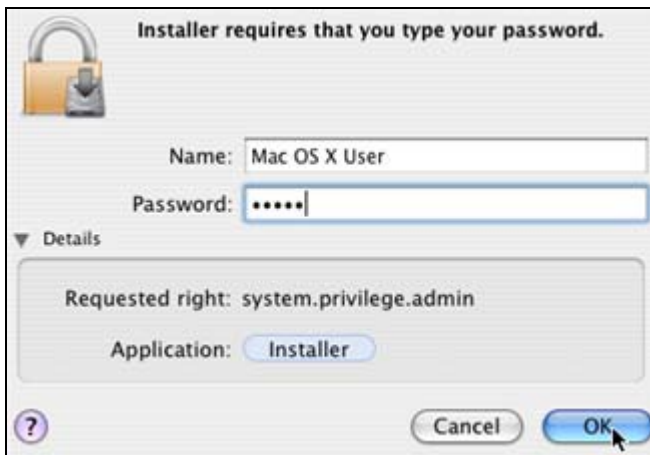 Installer requires that you type your password.
Name: Mac OS X User
Password: •••••
Details
Requested right: system.privilege.admin
Application: Installer
? Cancel OK